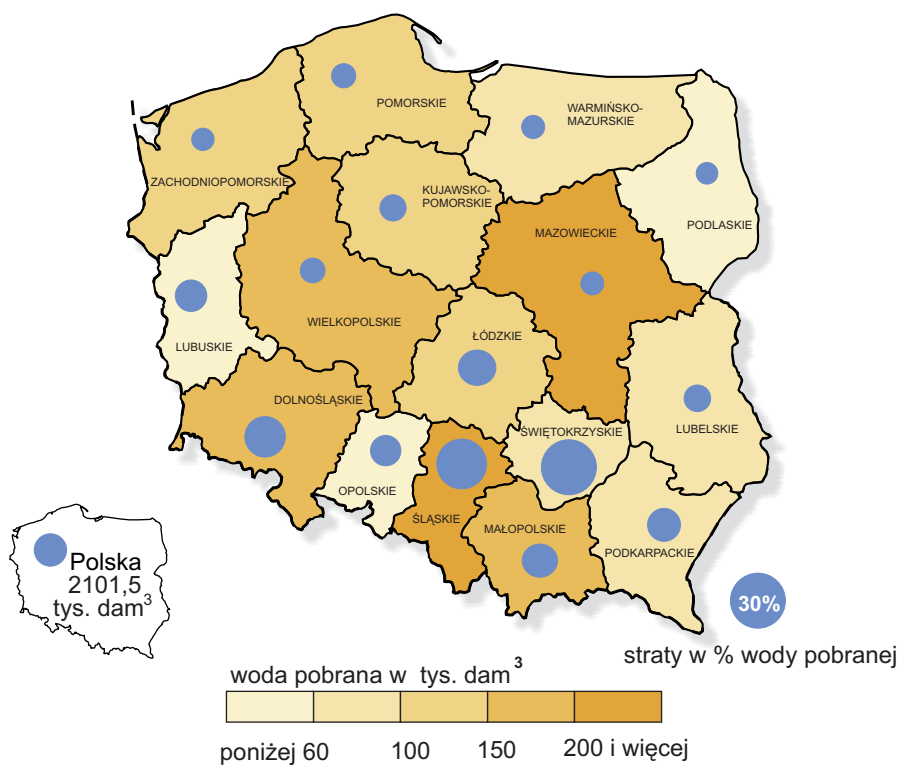 POMORSKIE
WARMIŃSKO-
MAZURSKIE
ZACHODNIOPOMORSKIE
KUJAWSKO-
POMORSKIE
PODLASKIE
MAZOWIECKIE
WIELKOPOLSKIE
ŁÓDZKIE
LUBUSKIE
DOLNOŚLĄSKIE
ŚWIĘTOKRZYSKIE
LUBELSKIE
OPOLSKIE
ŚLĄSKIE
MAŁOPOLSKIE
PODKARPACKIE
Polska
2101,5
tys. dam³
30%
straty w % wody pobranej
woda pobrana w tys. dam³
poniżej 60 100 150 200 i więcej